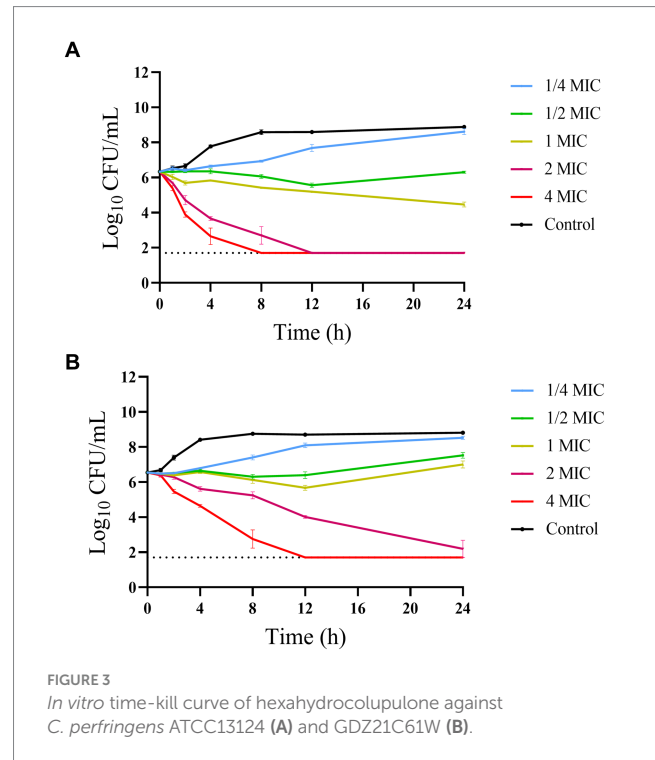 A
12
10
8
6
4
2
0
Log10 CFU/mL
0 4 8 12 16 20 24
Time (h)
1/4 MIC
1/2 MIC
1 MIC
2 MIC
4 MIC
Control
B
12
10
8
6
4
2
0
Log10 CFU/mL
0 4 8 12 16 20 24
Time (h)
1/4 MIC
1/2 MIC
1 MIC
2 MIC
4 MIC
Control
FIGURE 3
In vitro time-kill curve of hexahydrocolupulone against
C. perfringens ATCC13124 (A) and GDZ21C61W (B).